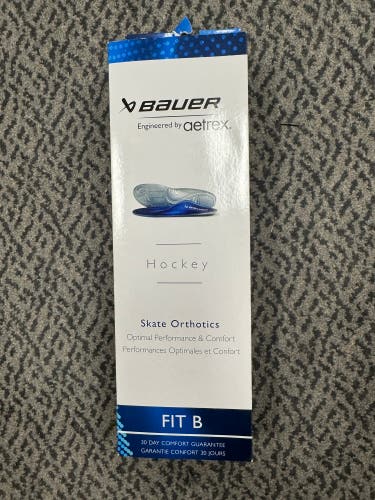 BAUER
Engineered by aetrex.
Hockey
Skate Orthotics
Optimal Performance & Comfort
Performances Optimales et Confort
FIT B
30 DAY COMFORT GUARANTEE
GARANTIE CONFORT 30 JOURS